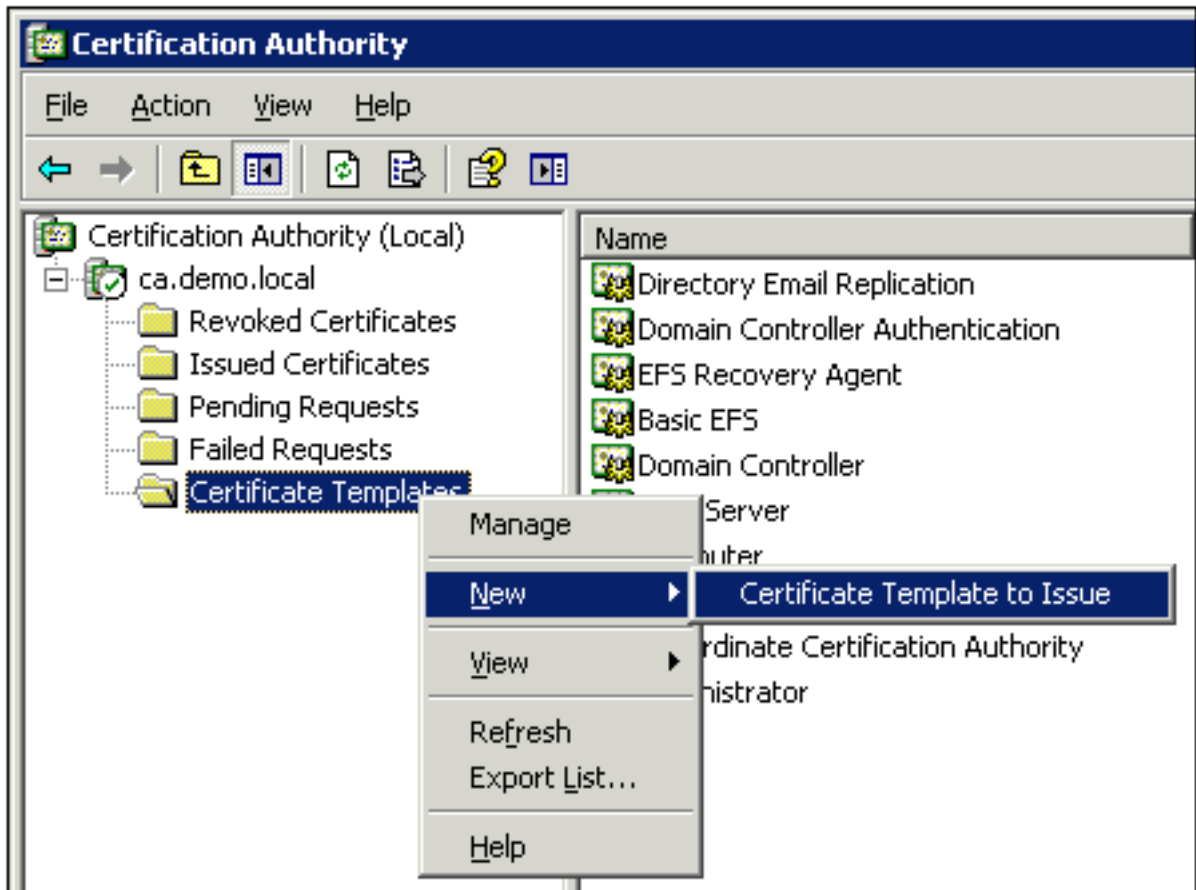 Certification Authority
File Action View Help
Certification Authority (Local)
ca.demo.local
Revoked Certificates
Issued Certificates
Pending Requests
Failed Requests
Certificate Templates
Name
Directory Email Replication
Domain Controller Authentication
EFS Recovery Agent
Basic EFS
Domain Controller
Server
Certification Authority
Manage
New
Certificate Template to Issue
View
Refresh
Export List...
Help